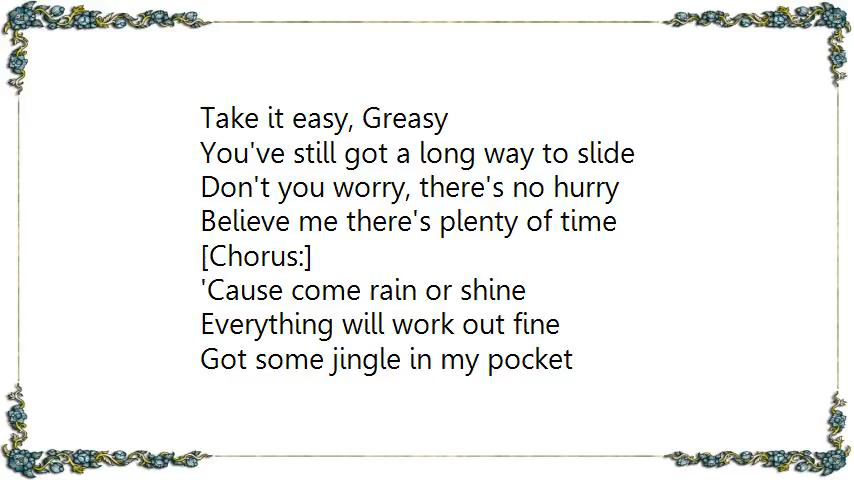 Take it easy, Greasy
You've still got a long way to slide
Don't you worry, there's no hurry
Believe me there's plenty of time
[Chorus:]
'Cause come rain or shine
Everything will work out fine
Got some jingle in my pocket